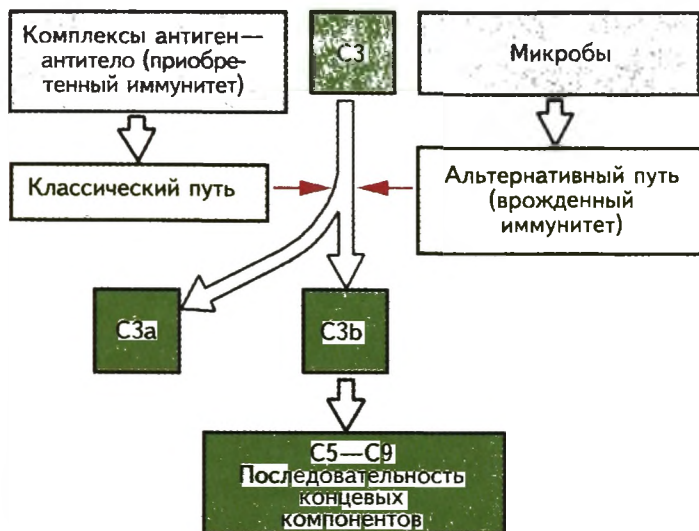 Комплексы антиген—
антитело (приобре-
тенный иммунитет)
C3
Микробы
Классический путь
Альтернативный путь
(врожденный
иммунитет)
C3a
C3b
C5—C9
Последовательность
концевых
компонентов